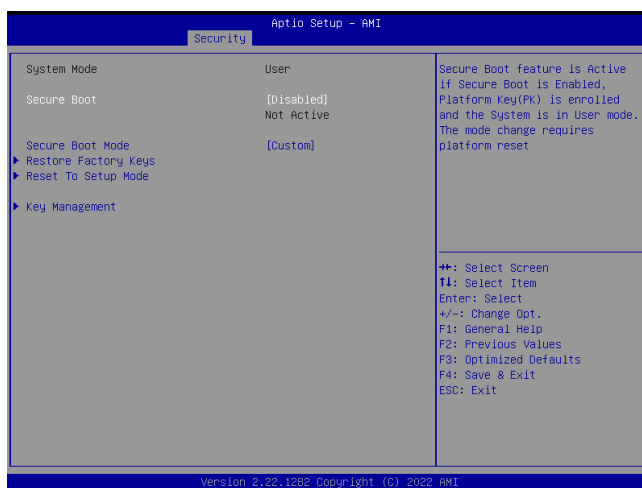 Aptio Setup – AMI
Security
System Mode User
Secure Boot [Disabled]
Not Active
Secure Boot Mode [Custom]
Restore Factory Keys
Reset To Setup Mode
Key Management
Secure Boot feature is Active
if Secure Boot is Enabled,
Platform Key(PK) is enrolled
and the System is in User mode.
The mode change requires
platform reset
→←: Select Screen
↑↓: Select Item
Enter: Select
+/-: Change Opt.
F1: General Help
F2: Previous Values
F3: Optimized Defaults
F4: Save & Exit
ESC: Exit
Version 2.22.1282 Copyright (C) 2022 AMI